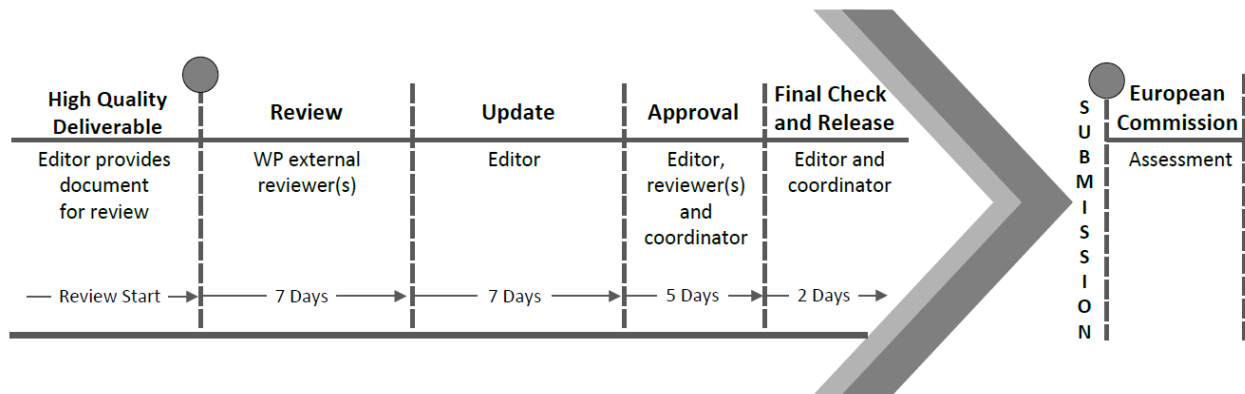 High Quality
Deliverable
Editor provides
document
for review
Review Start
Review
WP external
reviewer(s)
7 Days
Update
Editor
7 Days
Approval
Editor,
reviewer(s)
and
coordinator
5 Days
Final Check
and Release
Editor and
coordinator
2 Days
SUBMISSION
European
Commission
Assessment